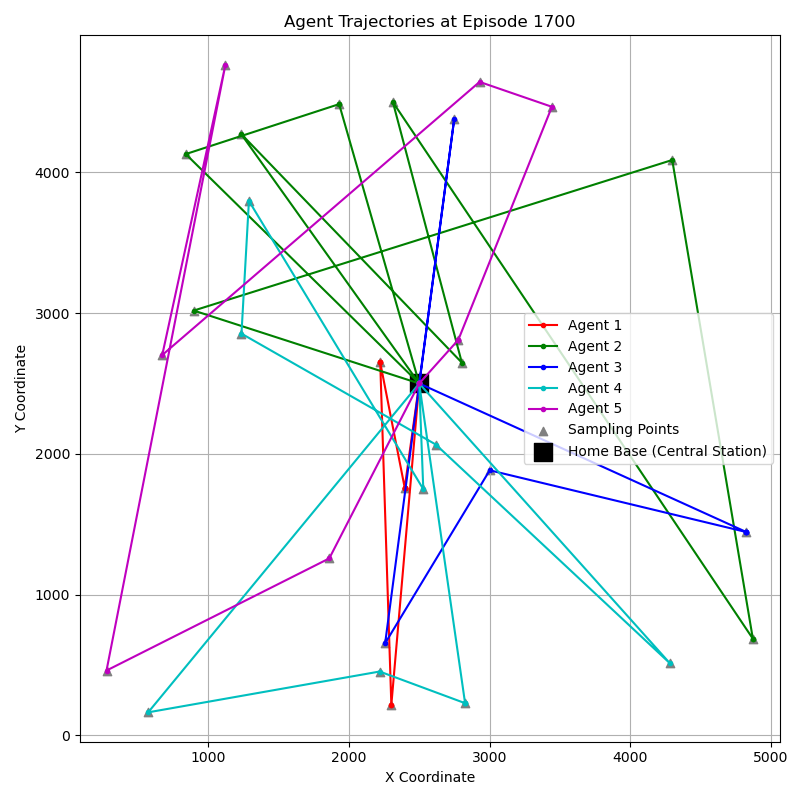 Agent Trajectories at Episode 1700
Y Coordinate
4000
3000
2000
1000
0
Agent 1
Agent 2
Agent 3
Agent 4
Agent 5
Sampling Points
Home Base (Central Station)
1000 2000 3000 4000 5000
X Coordinate